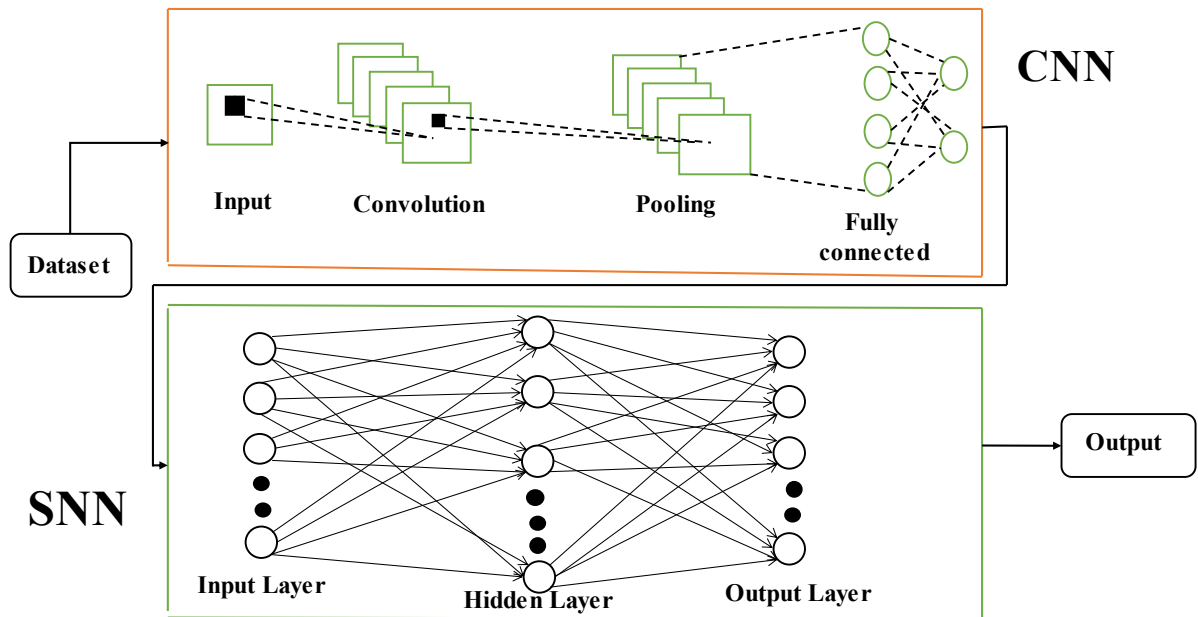 CNN
Input
Convolution
Pooling
Fully
connected
Dataset
SNN
Input Layer
Hidden Layer
Output Layer
Output